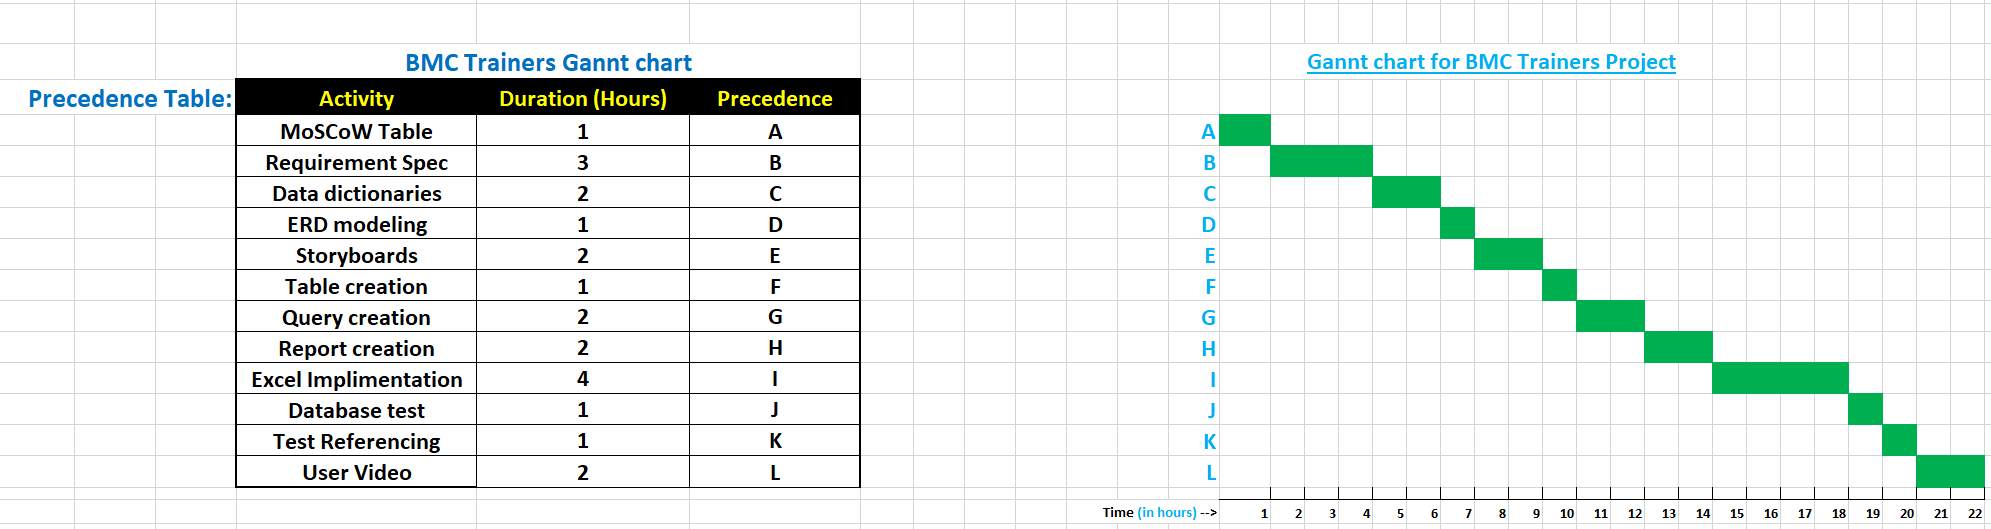 BMC Trainers Gannt chart
Precedence Table:
Activity Duration (Hours) Precedence
MoSCoW Table 1 A
Requirement Spec 3 B
Data dictionaries 2 C
ERD modeling 1 D
Storyboards 2 E
Table creation 1 F
Query creation 2 G
Report creation 2 H
Excel Implimentation 4 I
Database test 1 J
Test Referencing 1 K
User Video 2 L
Gannt chart for BMC Trainers Project
A
B
C
D
E
F
G
H
I
J
K
L
Time (in hours) --> 1 2 3 4 5 6 7 8 9 10 11 12 13 14 15 16 17 18 19 20 21 22